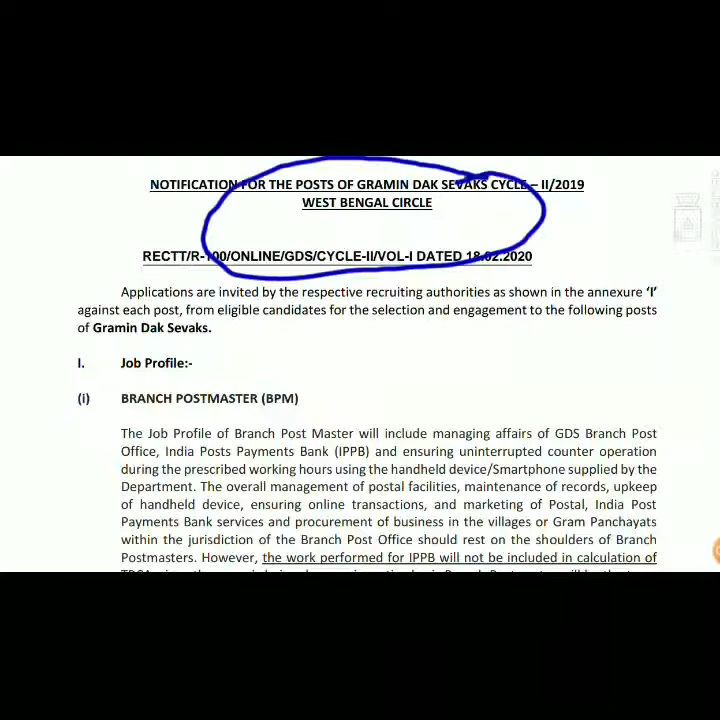 NOTIFICATION FOR THE POSTS OF GRAMIN DAK SEVAKS CYCLE – II/2019
WEST BENGAL CIRCLE
RECTT/R-100/ONLINE/GDS/CYCLE-II/VOL-I DATED 18.02.2020
Applications are invited by the respective recruiting authorities as shown in the annexure ‘I’
against each post, from eligible candidates for the selection and engagement to the following posts
of Gramin Dak Sevaks.
I. Job Profile:-
(i) BRANCH POSTMASTER (BPM)
The Job Profile of Branch Post Master will include managing affairs of GDS Branch Post
Office, India Posts Payments Bank (IPPB) and ensuring uninterrupted counter operation
during the prescribed working hours using the handheld device/Smartphone supplied by the
Department. The overall management of postal facilities, maintenance of records, upkeep
of handheld device, ensuring online transactions, and marketing of Postal, India Post
Payments Bank services and procurement of business in the villages or Gram Panchayats
within the jurisdiction of the Branch Post Office should rest on the shoulders of Branch
Postmasters. However, the work performed for IPPB will not be included in calculation of